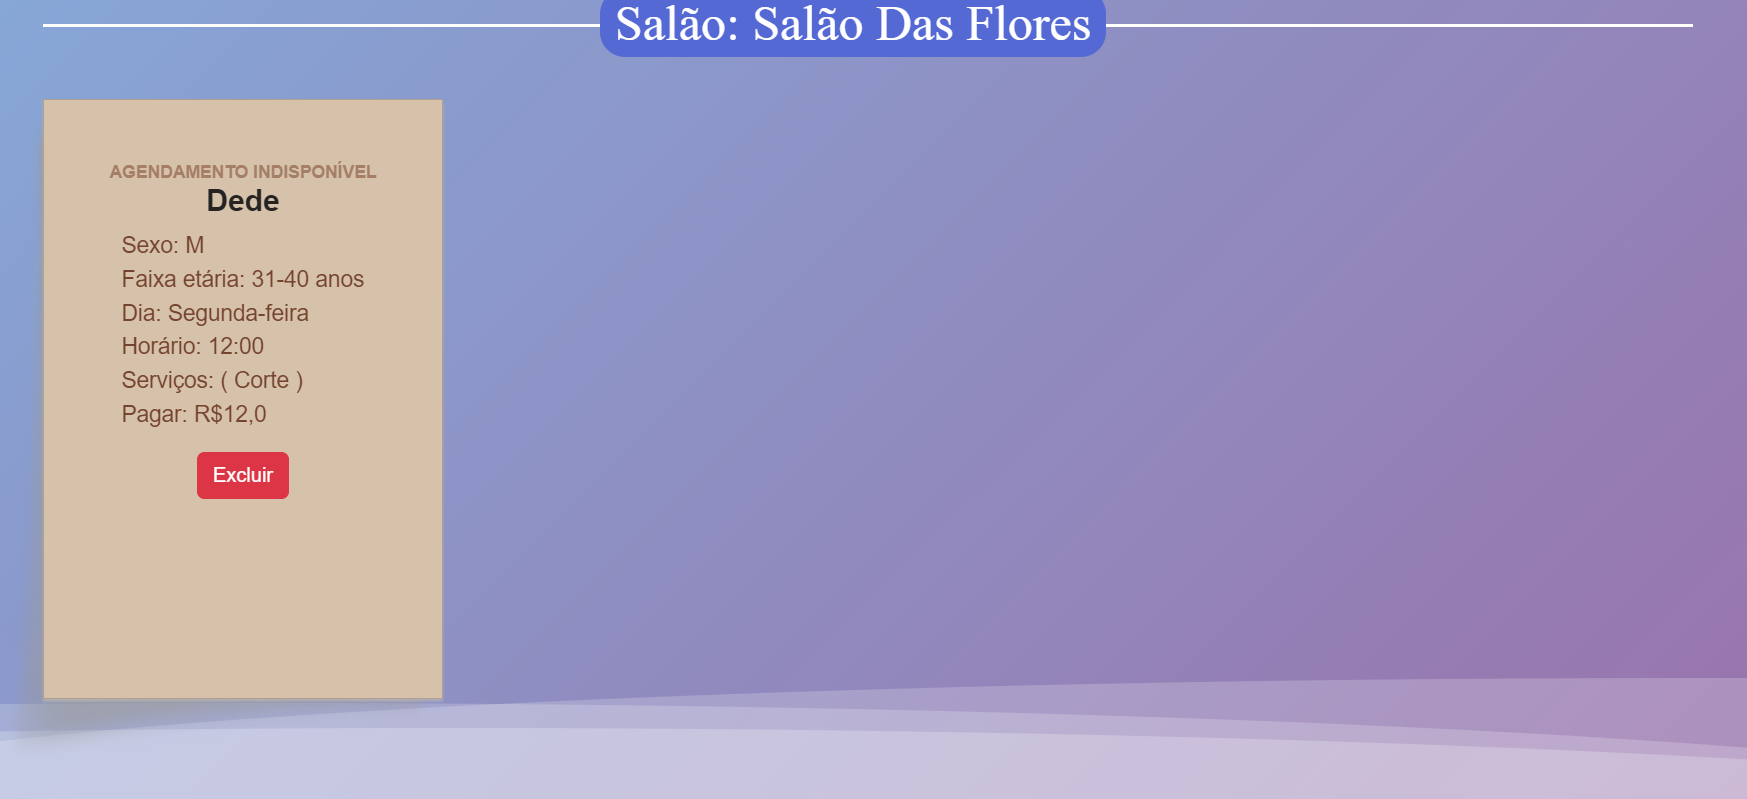 Salão: Salão Das Flores
AGENDAMENTO INDISPONÍVEL
Dede
Sexo: M
Faixa etária: 31-40 anos
Dia: Segunda-feira
Horário: 12:00
Serviços: ( Corte )
Pagar: R$12,0
Excluir